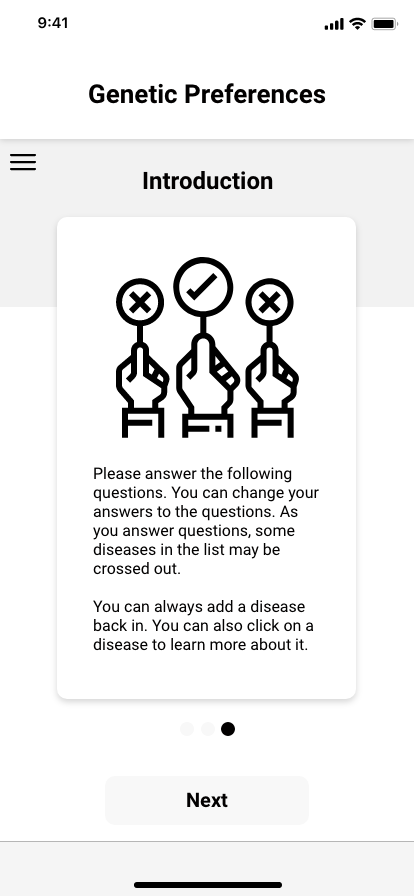 9:41
Genetic Preferences
Introduction
Please answer the following
questions. You can change your
answers to the questions. As
you answer questions, some
diseases in the list may be
crossed out.
You can always add a disease
back in. You can also click on a
disease to learn more about it.
Next